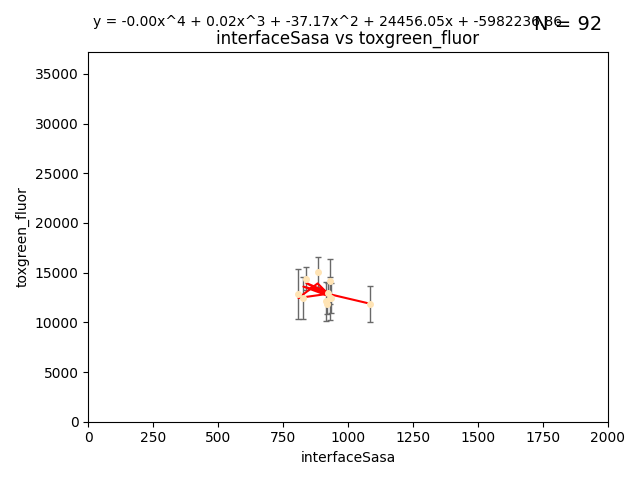 y = -0.00x^4 + 0.02x^3 + -37.17x^2 + 24456.05x + -5982236.86
N = 92
interfaceSasa vs toxgreen_fluor
35000
30000
25000
20000
15000
10000
5000
0
toxgreen_fluor
0 250 500 750 1000 1250 1500 1750 2000
interfaceSasa